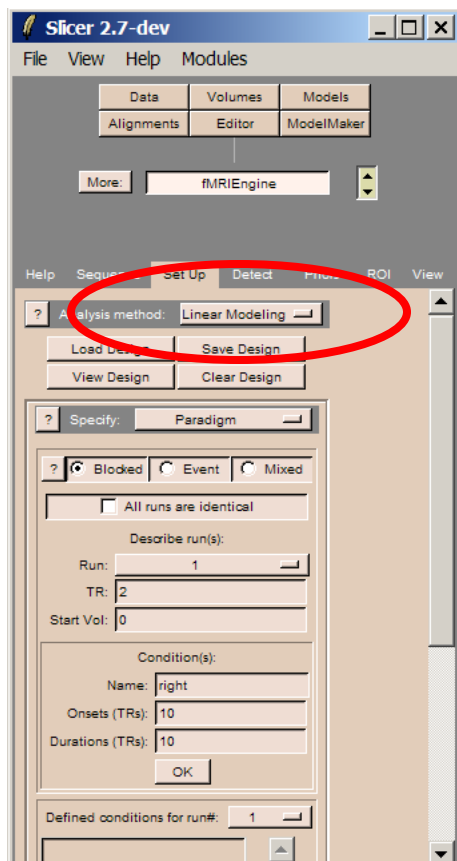 Slicer 2.7-dev
File View Help Modules
Data Volumes Models
Alignments Editor ModelMaker
More: fMRIEngine
Help Set Up Detect ROI View
? Analysis method: Linear Modeling
Load Design Save Design
View Design Clear Design
? Specify: Paradigm
? Blocked Event Mixed
All runs are identical
Describe run(s):
Run: 1
TR: 2
Start Vol: 0
Condition(s):
Name: right
Onsets (TRs): 10
Durations (TRs): 10
OK
Defined conditions for run#: 1